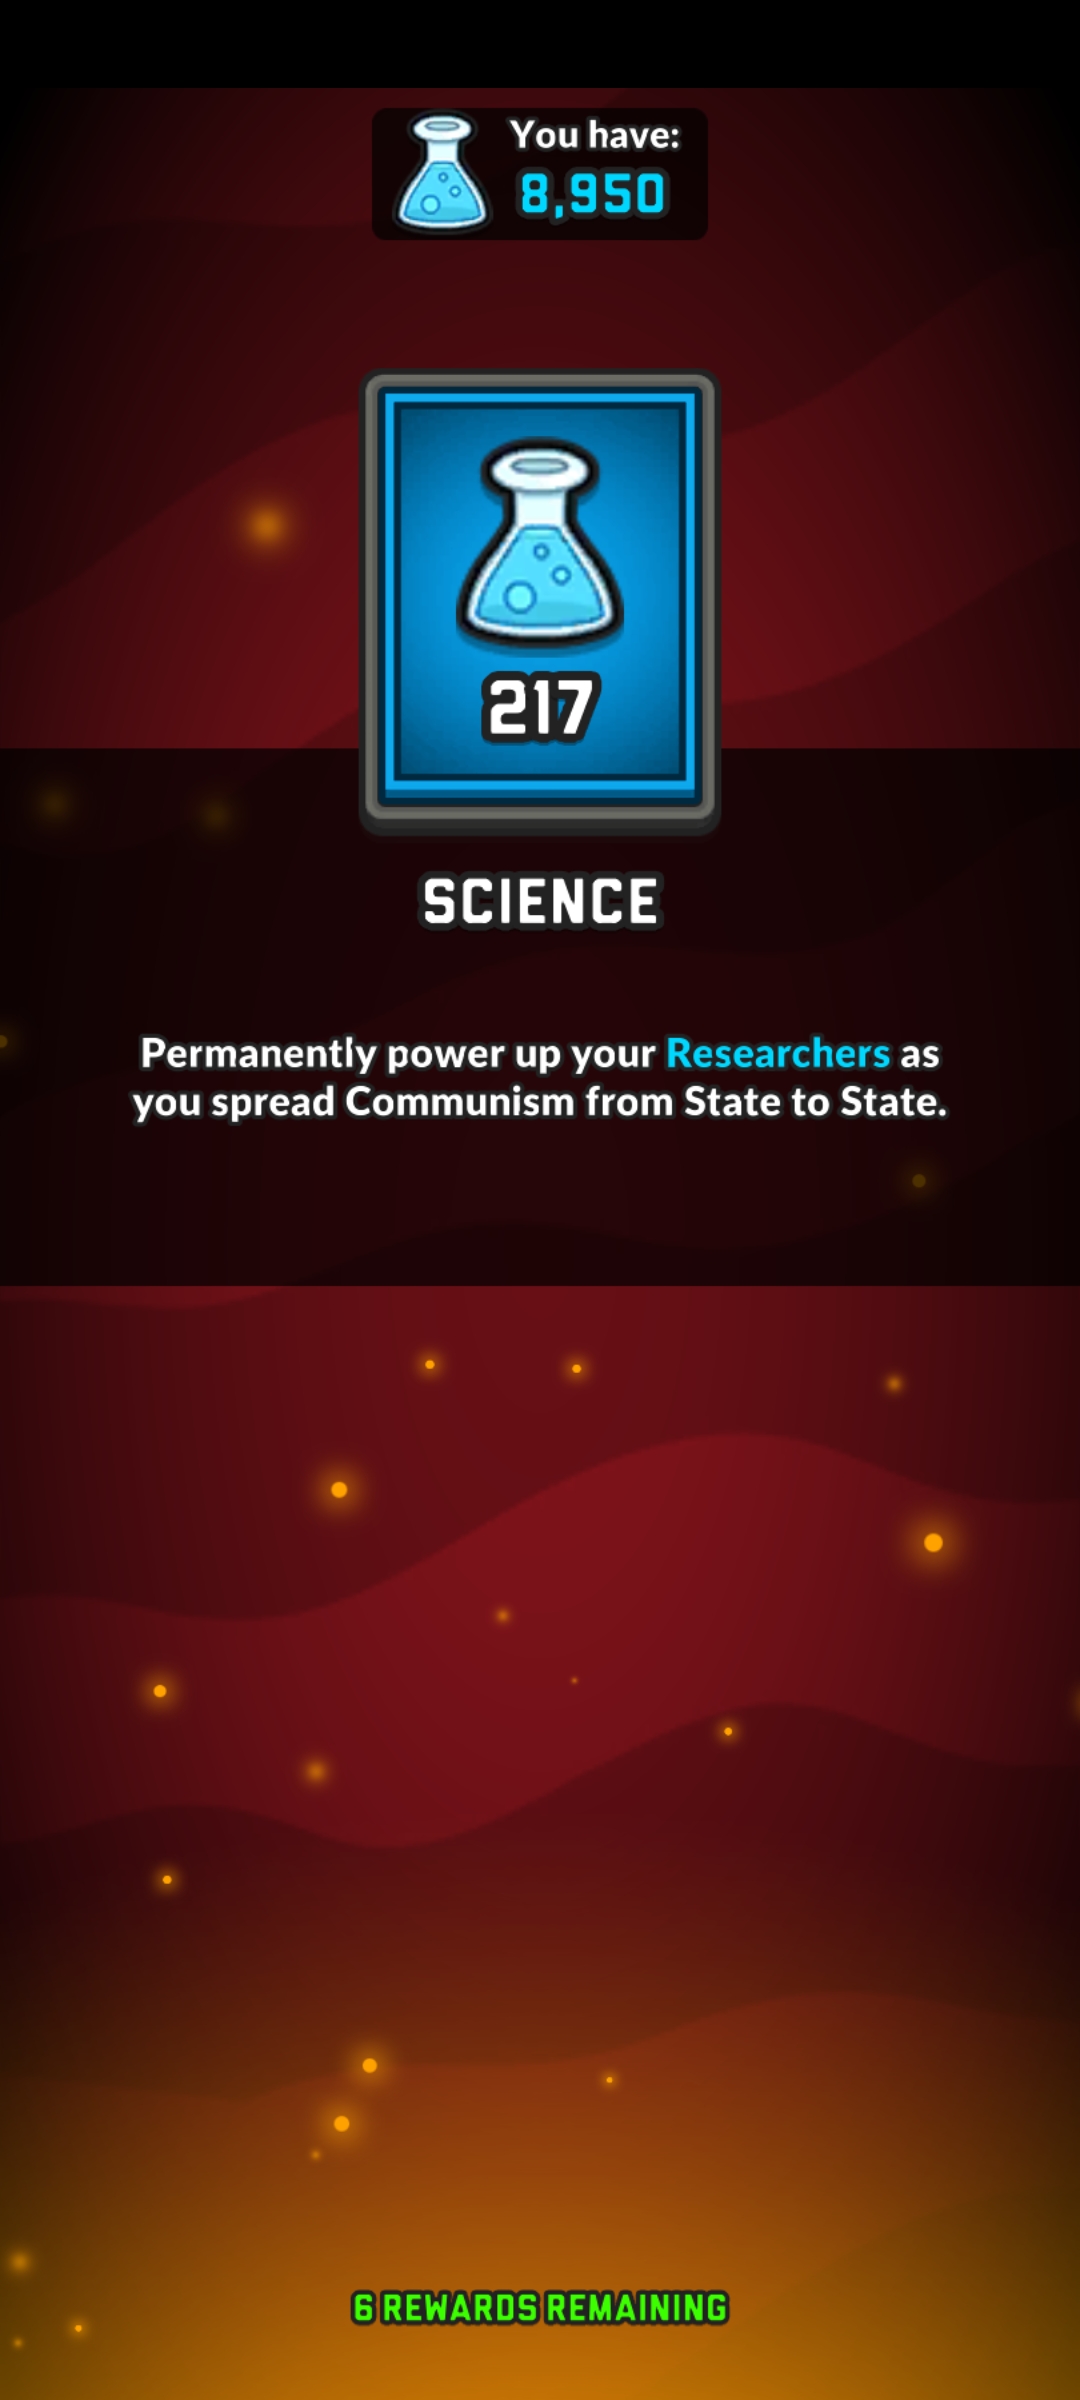 You have:
8,950
217
SCIENCE
Permanently power up your Researchers as
you spread Communism from State to State.
6 REWARDS REMAINING